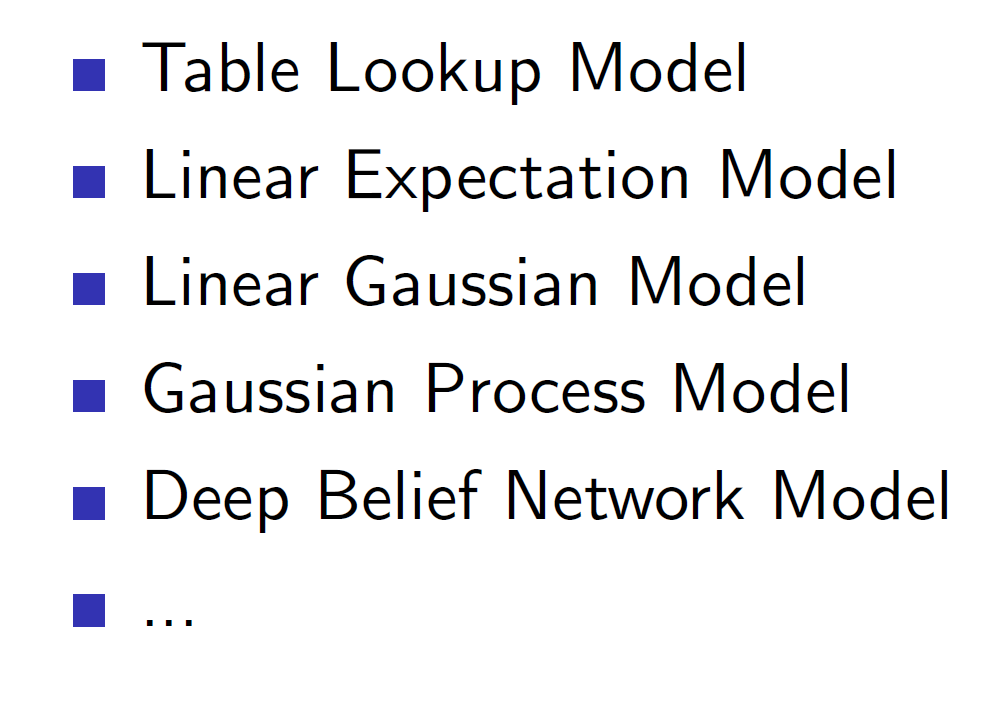 Table Lookup Model
Linear Expectation Model
Linear Gaussian Model
Gaussian Process Model
Deep Belief Network Model
...